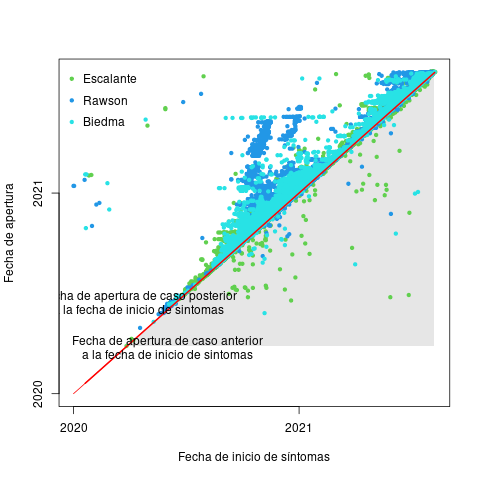 Escalante
Rawson
Biedma
Fecha de apertura
2021
2020
ha de apertura de caso posterior
la fecha de inicio de sintomas
Fecha de apertura de caso anterior
a la fecha de inicio de sintomas
2020
2021
Fecha de inicio de síntomas